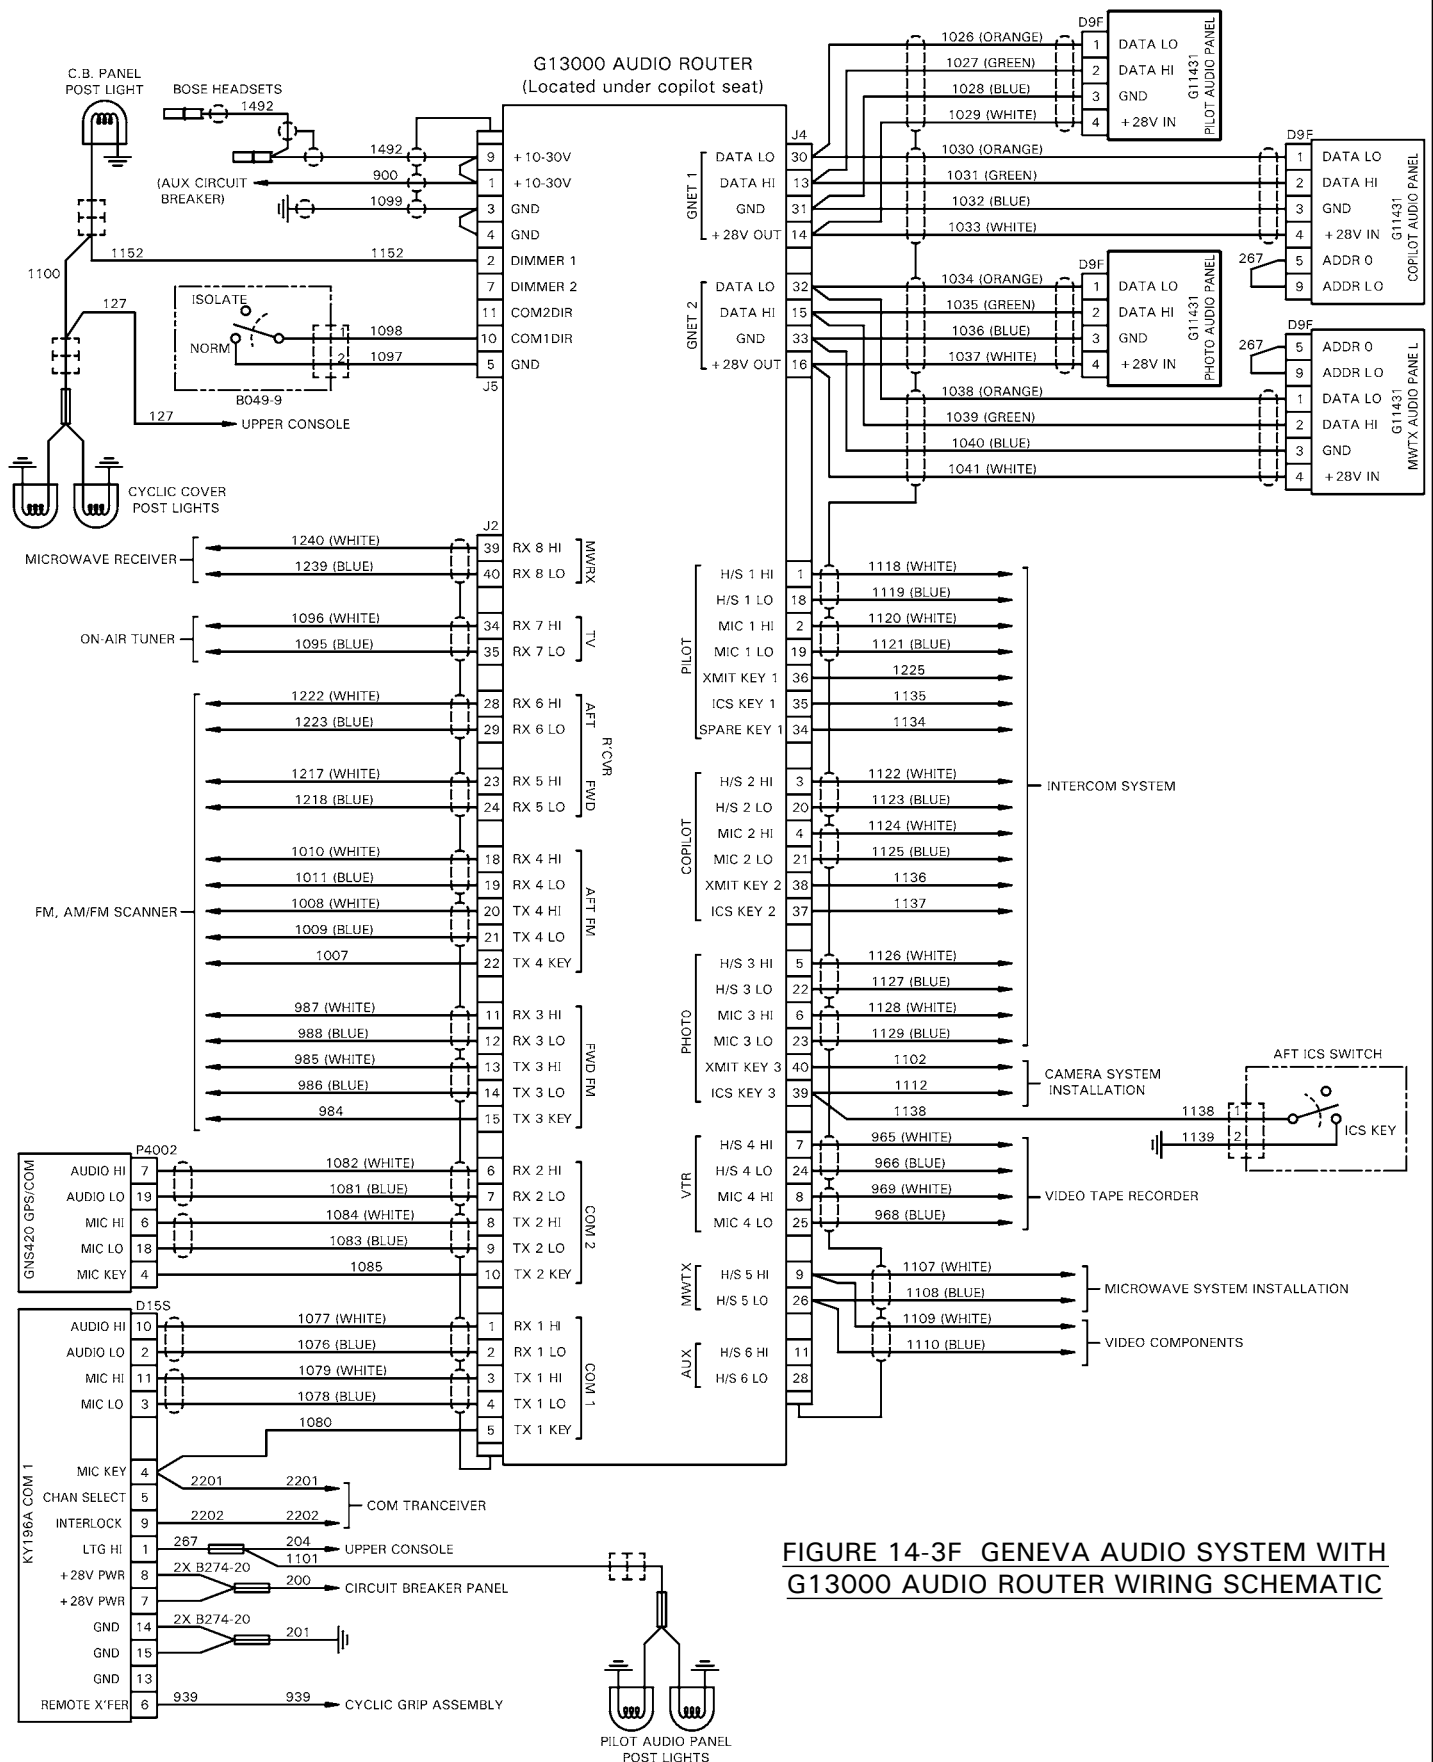 G13000 AUDIO ROUTER
(Located under copilot seat)
C.B. PANEL
POST LIGHT
BOSE HEADSETS
1492
1492
9 +10-30V
(AUX CIRCUIT
BREAKER)
900
1 +10-30V
1099
3 GND
4 GND
1152 1152
2 DIMMER 1
1100
127
7 DIMMER 2
ISOLATE
NORM
11 COM2DIR
1
1098
10 COM1DIR
2
1097
5 GND
J5
B049-9
127
UPPER CONSOLE
CYCLIC COVER
POST LIGHTS
J2
MICROWAVE RECEIVER
1240 (WHITE) 39 RX 8 HI
1239 (BLUE) 40 RX 8 LO
MWRX
ON-AIR TUNER
1096 (WHITE) 34 RX 7 HI
1095 (BLUE) 35 RX 7 LO
TV
FM, AM/FM SCANNER
1222 (WHITE) 28 RX 6 HI
1223 (BLUE) 29 RX 6 LO
AFT
R'CVR
1217 (WHITE) 23 RX 5 HI
1218 (BLUE) 24 RX 5 LO
FWD
1010 (WHITE) 18 RX 4 HI
1011 (BLUE) 19 RX 4 LO
1008 (WHITE) 20 TX 4 HI
1009 (BLUE) 21 TX 4 LO
1007 22 TX 4 KEY
AFT FM
987 (WHITE) 11 RX 3 HI
988 (BLUE) 12 RX 3 LO
985 (WHITE) 13 TX 3 HI
986 (BLUE) 14 TX 3 LO
984 15 TX 3 KEY
FWD FM
P4002
GNS420 GPS/COM
AUDIO HI 7 1082 (WHITE) 6 RX 2 HI
AUDIO LO 19 1081 (BLUE) 7 RX 2 LO
MIC HI 6 1084 (WHITE) 8 TX 2 HI
MIC LO 18 1083 (BLUE) 9 TX 2 LO
MIC KEY 4 1085 10 TX 2 KEY
COM 2
D15S
KY196A COM 1
AUDIO HI 10 1077 (WHITE) 1 RX 1 HI
AUDIO LO 2 1076 (BLUE) 2 RX 1 LO
MIC HI 11 1079 (WHITE) 3 TX 1 HI
MIC LO 3 1078 (BLUE) 4 TX 1 LO
1080 5 TX 1 KEY
COM 1
MIC KEY 4
2201 2201
CHAN SELECT 5
COM TRANCEIVER
INTERLOCK 9 2202 2202
LTG HI 1 267 204 UPPER CONSOLE
1101
+28V PWR 8 2X B274-20
200 CIRCUIT BREAKER PANEL
+28V PWR 7
GND 14 2X B274-20
201
GND 15
GND 13
REMOTE X'FER 6 939 939 CYCLIC GRIP ASSEMBLY
PILOT AUDIO PANEL
POST LIGHTS
J4
GNET 1
DATA LO 30
DATA HI 13
GND 31
+28V OUT 14
GNET 2
DATA LO 32
DATA HI 15
GND 33
+28V OUT 16
D9F
1026 (ORANGE) 1 DATA LO
1027 (GREEN) 2 DATA HI
1028 (BLUE) 3 GND
1029 (WHITE) 4 +28V IN
G11431
PILOT AUDIO PANEL
D9F
1030 (ORANGE) 1 DATA LO
1031 (GREEN) 2 DATA HI
1032 (BLUE) 3 GND
1033 (WHITE) 4 +28V IN
267
5 ADDR 0
9 ADDR LO
G11431
COPILOT AUDIO PANEL
D9F
1034 (ORANGE) 1 DATA LO
1035 (GREEN) 2 DATA HI
1036 (BLUE) 3 GND
1037 (WHITE) 4 +28V IN
G11431
PHOTO AUDIO PANEL
D9F
267
5 ADDR 0
9 ADDR LO
1038 (ORANGE) 1 DATA LO
1039 (GREEN) 2 DATA HI
1040 (BLUE) 3 GND
1041 (WHITE) 4 +28V IN
G11431
MWTX AUDIO PANEL
PILOT
H/S 1 HI 1 1118 (WHITE)
H/S 1 LO 18 1119 (BLUE)
MIC 1 HI 2 1120 (WHITE)
MIC 1 LO 19 1121 (BLUE)
XMIT KEY 1 36 1225
ICS KEY 1 35 1135
SPARE KEY 1 34 1134
COPILOT
H/S 2 HI 3 1122 (WHITE)
H/S 2 LO 20 1123 (BLUE)
MIC 2 HI 4 1124 (WHITE)
MIC 2 LO 21 1125 (BLUE)
XMIT KEY 2 38 1136
ICS KEY 2 37 1137
INTERCOM SYSTEM
PHOTO
H/S 3 HI 5 1126 (WHITE)
H/S 3 LO 22 1127 (BLUE)
MIC 3 HI 6 1128 (WHITE)
MIC 3 LO 23 1129 (BLUE)
XMIT KEY 3 40 1102
ICS KEY 3 39 1112
CAMERA SYSTEM
INSTALLATION
1138 1138 1
1139 2
AFT ICS SWITCH
ICS KEY
VTR
H/S 4 HI 7 965 (WHITE)
H/S 4 LO 24 966 (BLUE)
MIC 4 HI 8 969 (WHITE)
MIC 4 LO 25 968 (BLUE)
VIDEO TAPE RECORDER
MWTX
H/S 5 HI 9 1107 (WHITE)
H/S 5 LO 26 1108 (BLUE)
MICROWAVE SYSTEM INSTALLATION
1109 (WHITE)
1110 (BLUE)
VIDEO COMPONENTS
AUX
H/S 6 HI 11
H/S 6 LO 28
FIGURE 14-3F GENEVA AUDIO SYSTEM WITH
G13000 AUDIO ROUTER WIRING SCHEMATIC